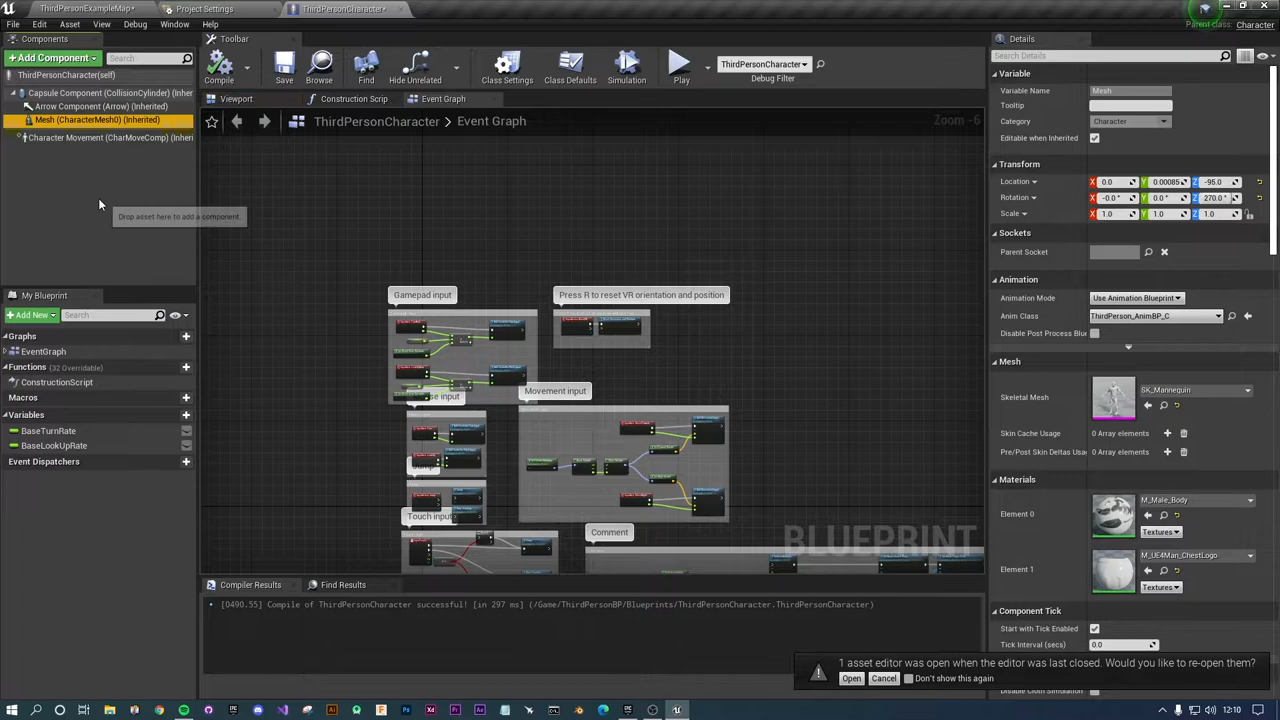 ThirdPersonExampleMap*
Project Settings
ThirdPersonCharacter*
File Edit Asset View Debug Window Help
Parent class: Character
Components
+Add Component
Search
ThirdPersonCharacter(self)
Capsule Component (CollisionCylinder) (Inher
Arrow Component (Arrow) (Inherited)
Mesh (CharacterMesh0) (Inherited)
Character Movement (CharMoveComp) (Inheri
Drop asset here to add a component.
My Blueprint
+Add New
Search
Graphs
EventGraph
Functions (32 Overridable)
ConstructionScript
Macros
Variables
BaseTurnRate
BaseLookUpRate
Event Dispatchers
Toolbar
Compile
Save
Browse
Find
Hide Unrelated
Class Settings
Class Defaults
Simulation
Play
ThirdPersonCharacter
Debug Filter
Viewport
Construction Scrip
Event Graph
ThirdPersonCharacter > Event Graph
Zoom -6
Gamepad input
Press R to reset VR orientation and position
Movement input
Touch input
Comment
BLUEPRINT
Compiler Results
Find Results
[0490.55] Compile of ThirdPersonCharacter successful! [in 297 ms] (/Game/ThirdPersonBP/Blueprints/ThirdPersonCharacter.ThirdPersonCharacter)
Details
Search Details
Variable
Variable Name Mesh
Tooltip
Category Character
Editable when Inherited
Transform
Location X 0.0 Y 0.00085 Z -95.0
Rotation X -0.0 ° Y 0.0 ° Z 270.0 °
Scale X 1.0 Y 1.0 Z 1.0
Sockets
Parent Socket
Animation
Animation Mode Use Animation Blueprint
Anim Class ThirdPerson_AnimBP_C
Disable Post Process Blue
Mesh
Skeletal Mesh SK_Mannequin
Skin Cache Usage 0 Array elements
Pre/Post Skin Deltas Usag 0 Array elements
Materials
Element 0 M_Male_Body
Textures
Element 1 M_UE4Man_ChestLogo
Textures
Component Tick
Start with Tick Enabled
Tick Interval (secs) 0.0
1 asset editor was open when the editor was last closed. Would you like to re-open them?
Open Cancel Don't show this again
Disable Cloth Simulation
12:10